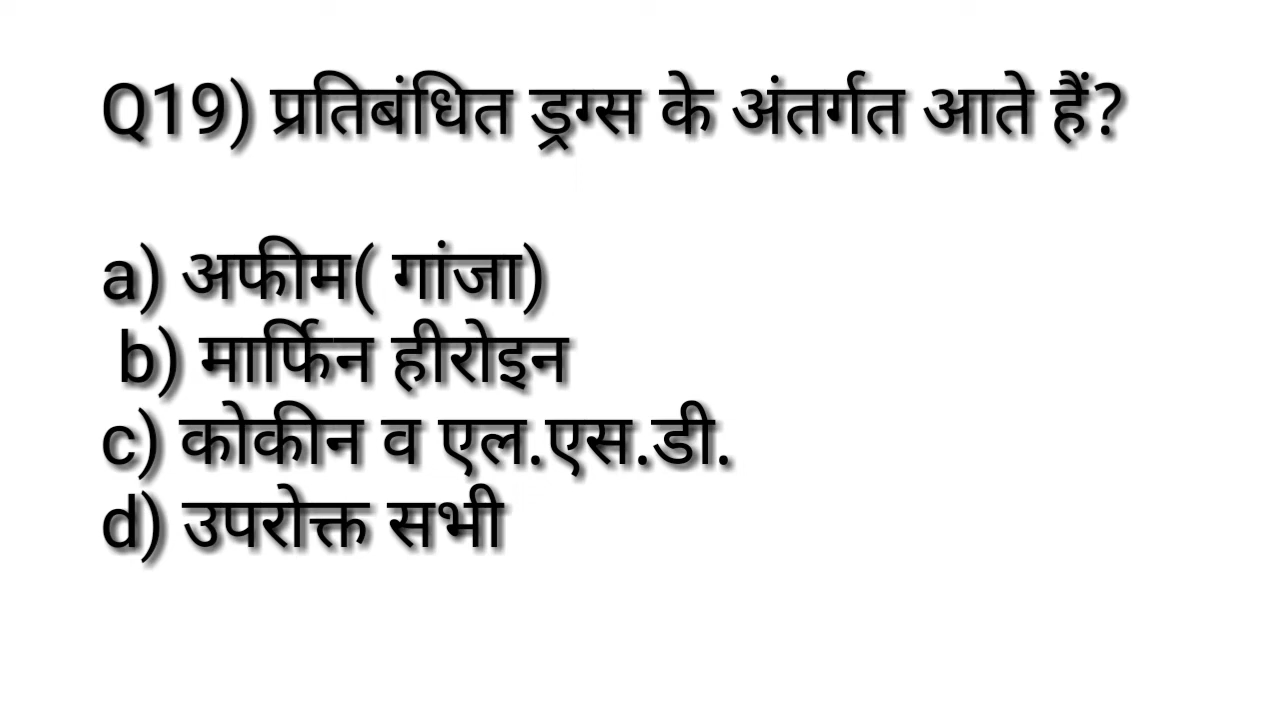 Q19) प्रतिबंधित ड्रग्स के अंतर्गत आते हैं?
a) अफीम( गांजा)
b) मार्फिन हीरोइन
c) कोकीन व एल.एस.डी.
d) उपरोक्त सभी